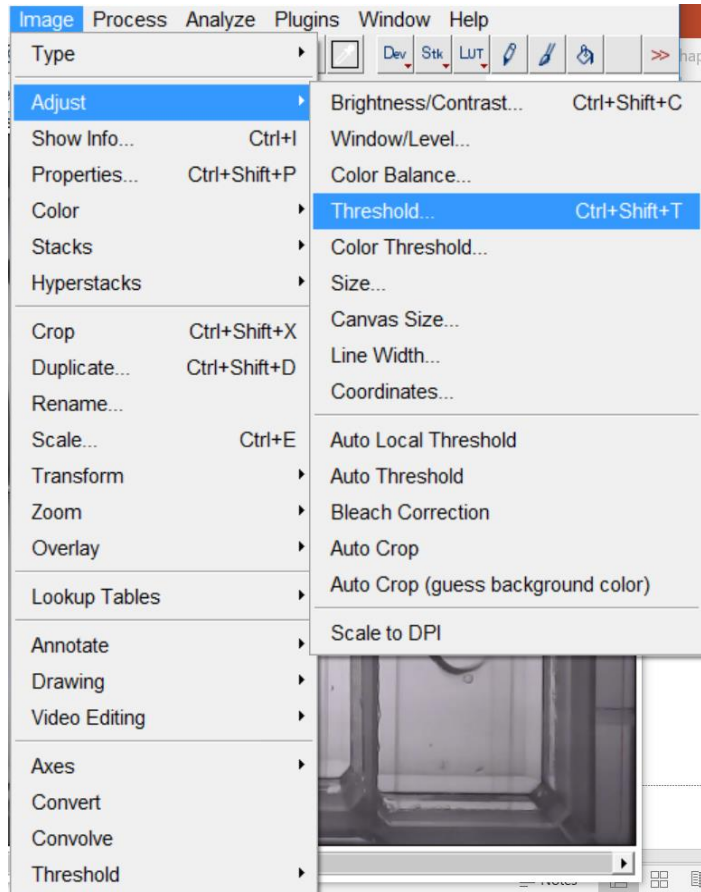 Image Process Analyze Plugins Window Help
Type
Dev Stk LUT >>
hap
Adjust
Show Info... Ctrl+I
Properties... Ctrl+Shift+P
Color
Stacks
Hyperstacks
Crop Ctrl+Shift+X
Duplicate... Ctrl+Shift+D
Rename...
Scale... Ctrl+E
Transform
Zoom
Overlay
Lookup Tables
Annotate
Drawing
Video Editing
Axes
Convert
Convolve
Threshold
Brightness/Contrast... Ctrl+Shift+C
Window/Level...
Color Balance...
Threshold... Ctrl+Shift+T
Color Threshold...
Size...
Canvas Size...
Line Width...
Coordinates...
Auto Local Threshold
Auto Threshold
Bleach Correction
Auto Crop
Auto Crop (guess background color)
Scale to DPI
Notes